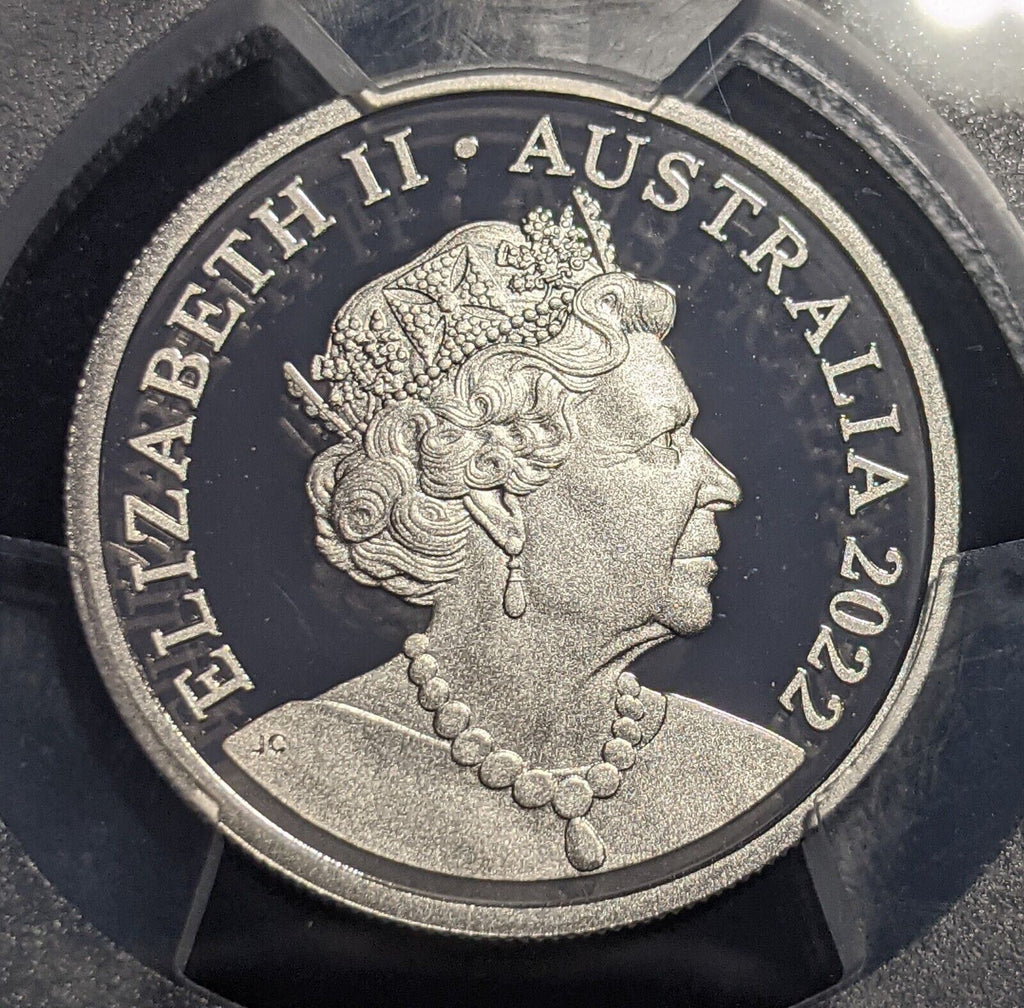 ELIZABETH II • AUSTRALIA 2022
JC